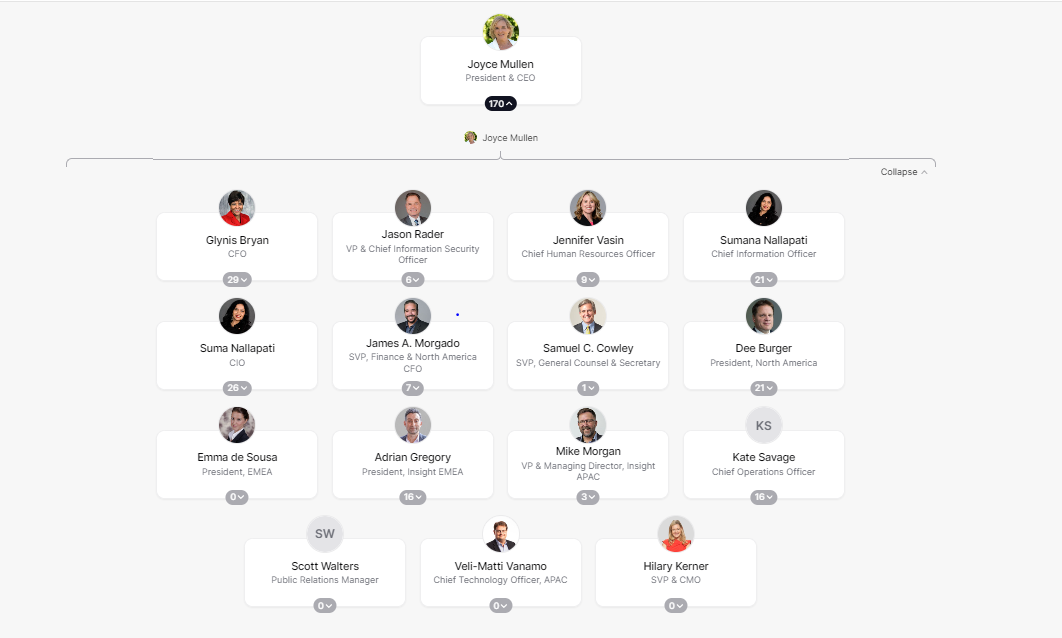 Joyce Mullen
President & CEO
170
Joyce Mullen
Collapse
Glynis Bryan
CFO
29
Jason Rader
VP & Chief Information Security
Officer
6
Jennifer Vasin
Chief Human Resources Officer
9
Sumana Nallapati
Chief Information Officer
21
Suma Nallapati
CIO
26
James A. Morgado
SVP, Finance & North America
CFO
7
Samuel C. Cowley
SVP, General Counsel & Secretary
1
Dee Burger
President, North America
21
Emma de Sousa
President, EMEA
0
Adrian Gregory
President, Insight EMEA
16
Mike Morgan
VP & Managing Director, Insight
APAC
3
KS
Kate Savage
Chief Operations Officer
16
SW
Scott Walters
Public Relations Manager
0
Veli-Matti Vanamo
Chief Technology Officer, APAC
0
Hilary Kerner
SVP & CMO
0